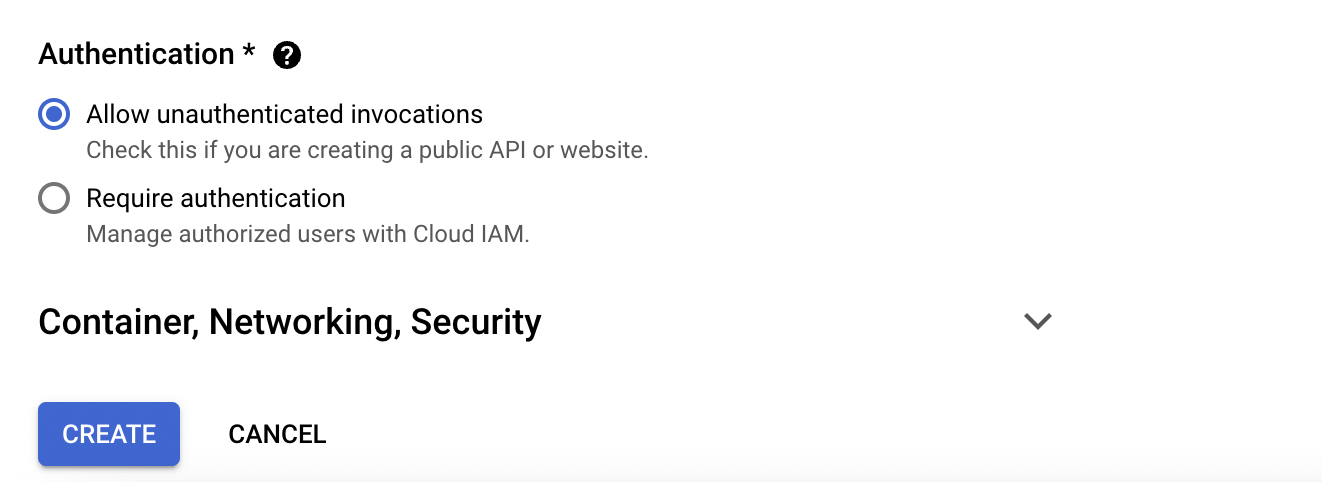 Authentication * ?
Allow unauthenticated invocations
Check this if you are creating a public API or website.
Require authentication
Manage authorized users with Cloud IAM.
Container, Networking, Security
CREATE CANCEL